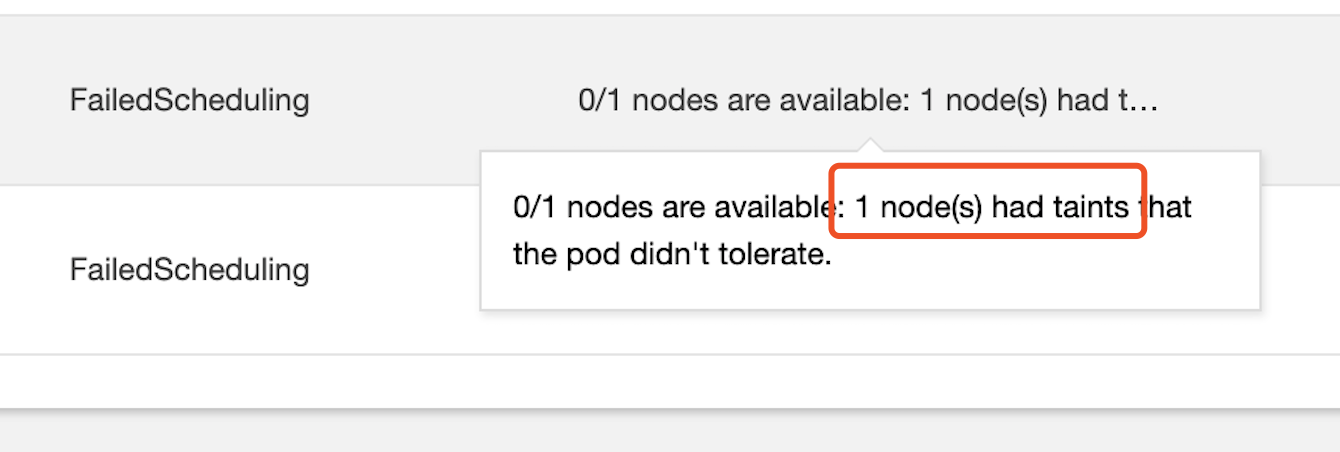 FailedScheduling 0/1 nodes are available: 1 node(s) had t...
0/1 nodes are available: 1 node(s) had taints that
the pod didn't tolerate.
FailedScheduling